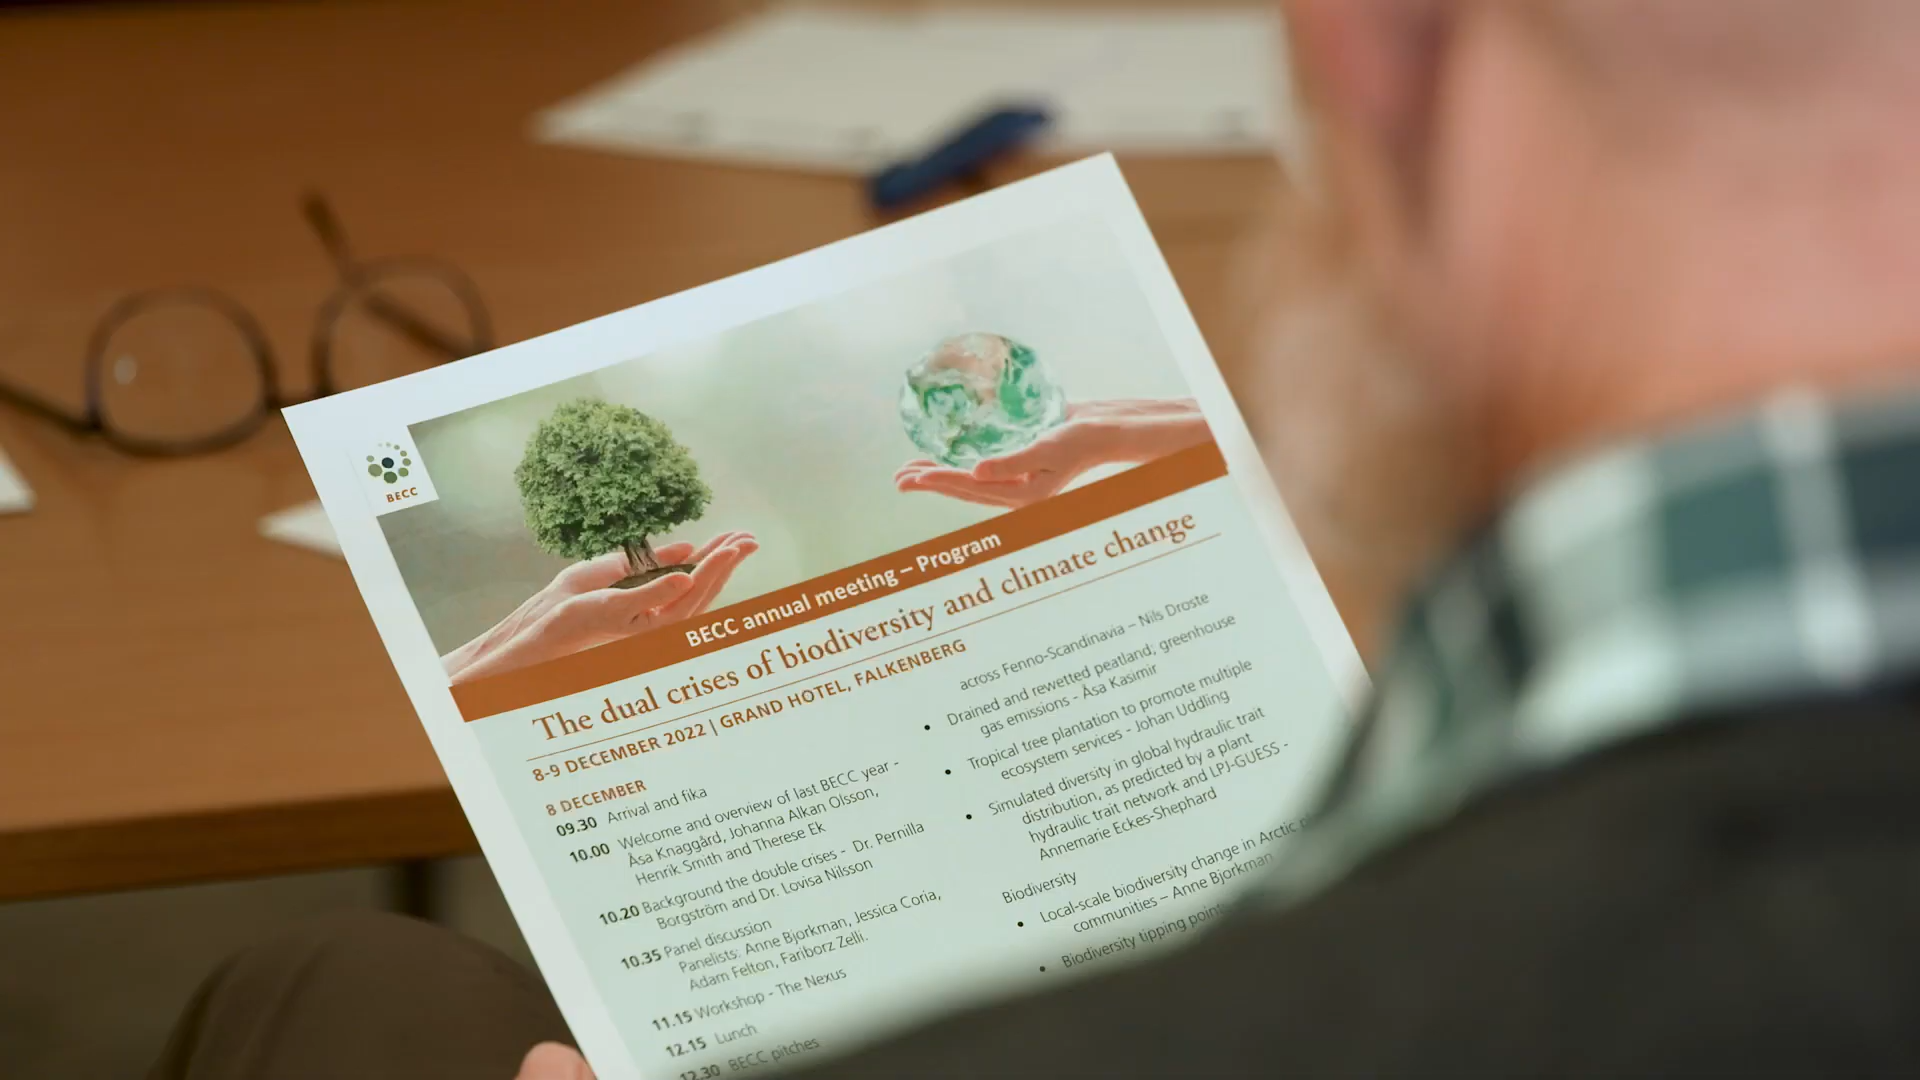 BECC
BECC annual meeting – Program
The dual crises of biodiversity and climate change
8-9 DECEMBER 2022 | GRAND HOTEL, FALKENBERG
8 DECEMBER
09.30 Arrival and fika
10.00 Welcome and overview of last BECC year -
Åsa Knaggård, Johanna Alkan Olsson,
Henrik Smith and Therese Ek
10.20 Background the double crises - Dr. Pernilla
Borgström and Dr. Lovisa Nilsson
10.35 Panel discussion
Panelists: Anne Bjorkman, Jessica Coria,
Adam Felton, Fariborz Zelli.
11.15 Workshop - The Nexus
12.15 Lunch
12.30 BECC pitches
across Fenno-Scandinavia – Nils Droste
• Drained and rewetted peatland; greenhouse
gas emissions - Åsa Kasimir
• Tropical tree plantation to promote multiple
ecosystem services - Johan Uddling
• Simulated diversity in global hydraulic trait
distribution, as predicted by a plant
hydraulic trait network and LPJ-GUESS -
Annemarie Eckes-Shephard
Biodiversity
• Local-scale biodiversity change in Arctic
communities – Anne Bjorkman
• Biodiversity tipping